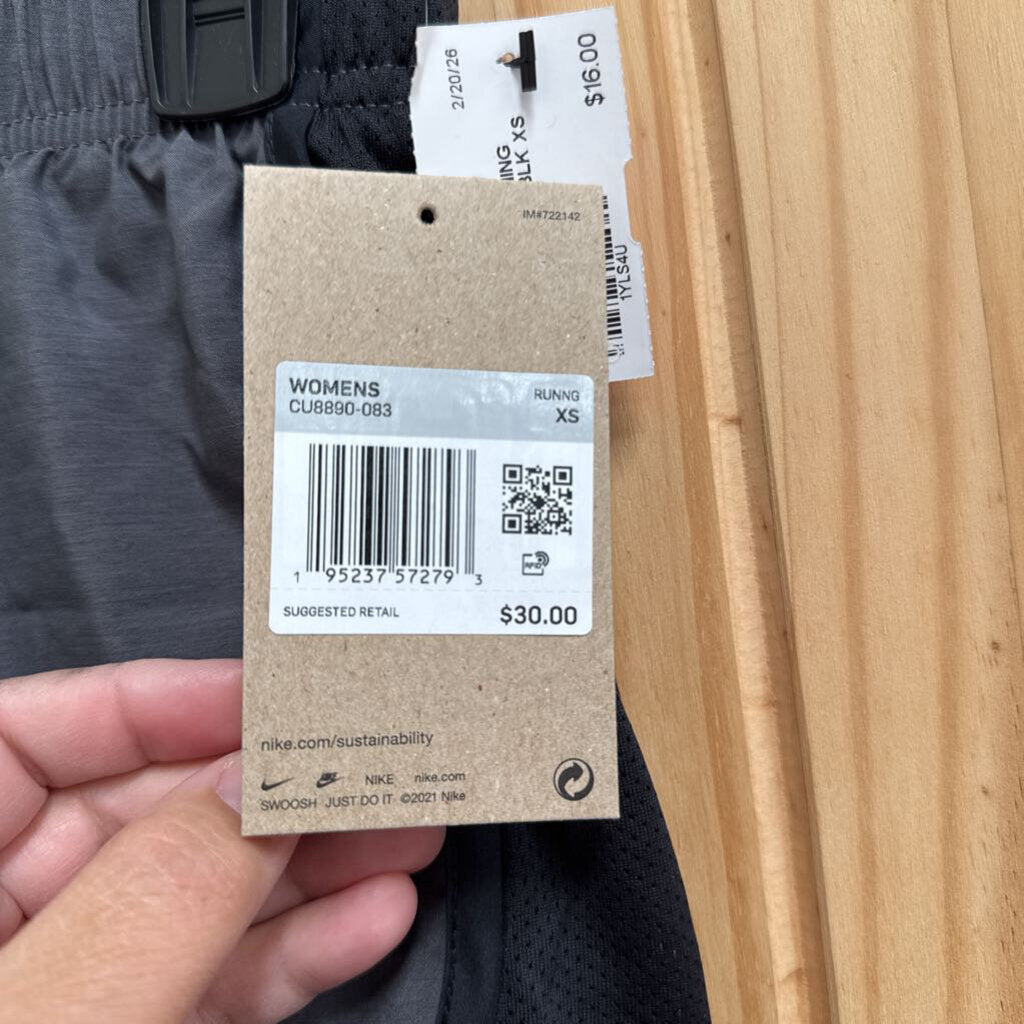 2/20/26
$16.00
BLK XS
1YLS4U
IM#722142
WOMENS
CU8890-083
RUNNG
XS
1 95237 57279 3
RFID
SUGGESTED RETAIL
$30.00
nike.com/sustainability
NIKE nike.com
SWOOSH JUST DO IT ©2021 Nike